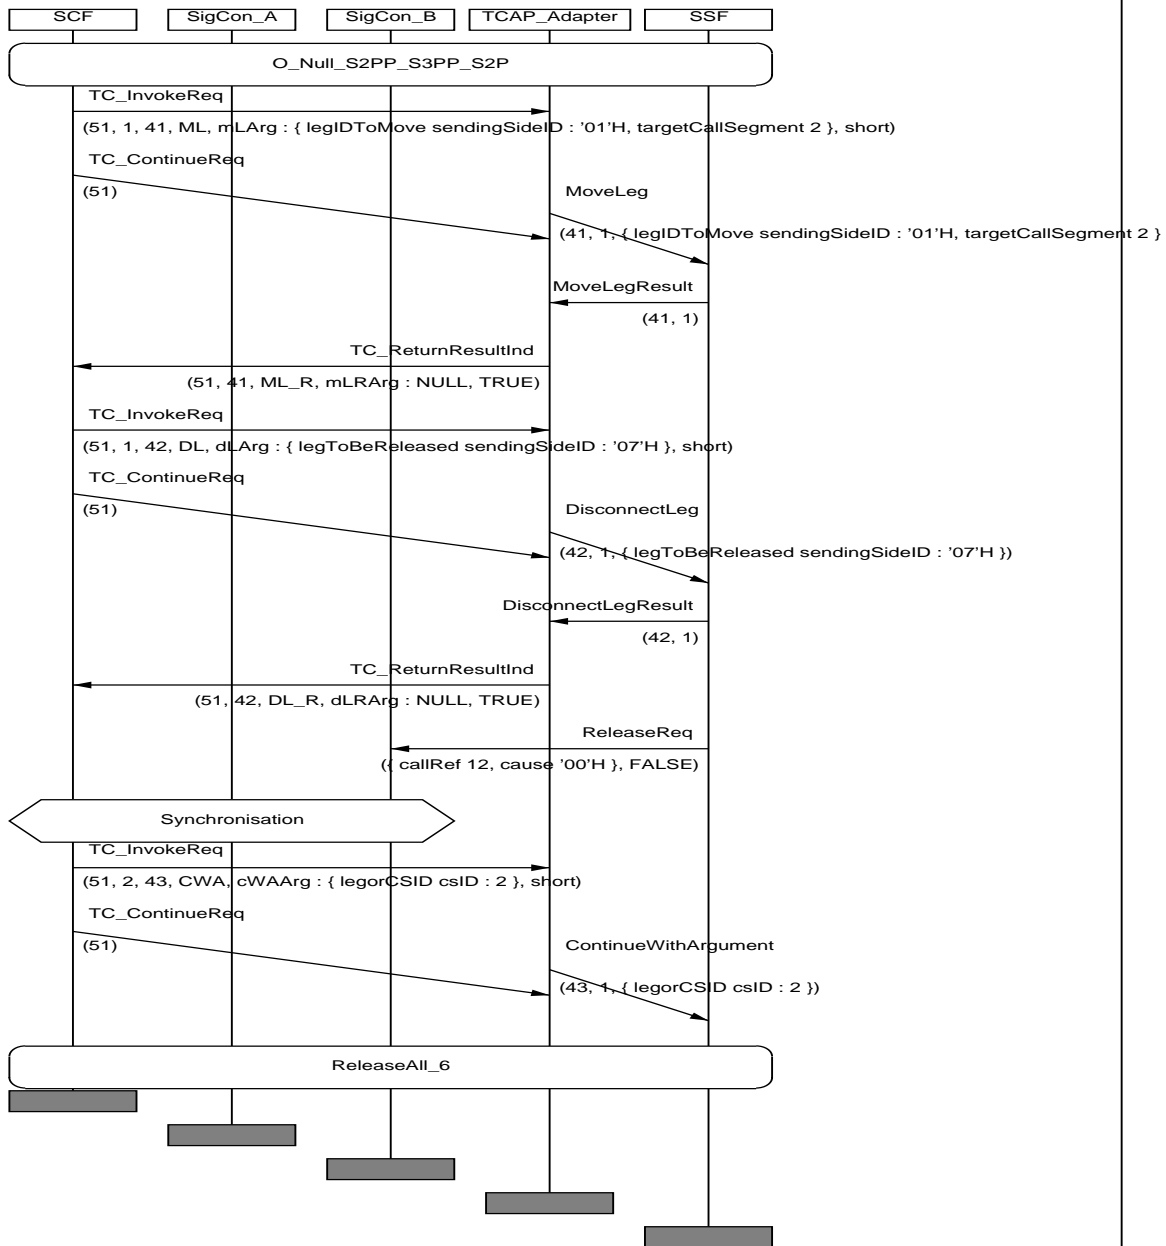 SCF SigCon_A SigCon_B TCAP_Adapter SSF
O_Null_S2PP_S3PP_S2P
TC_InvokeReq
(51, 1, 41, ML, mLArg : { legIDToMove sendingSideID : '01'H, targetCallSegment 2 }, short)
TC_ContinueReq
(51)
MoveLeg
(41, 1, { legIDToMove sendingSideID : '01'H, targetCallSegment 2 }
MoveLegResult
(41, 1)
TC_ReturnResultInd
(51, 41, ML_R, mLRArg : NULL, TRUE)
TC_InvokeReq
(51, 1, 42, DL, dLArg : { legToBeReleased sendingSideID : '07'H }, short)
TC_ContinueReq
(51)
DisconnectLeg
(42, 1, { legToBeReleased sendingSideID : '07'H })
DisconnectLegResult
(42, 1)
TC_ReturnResultInd
(51, 42, DL_R, dLRArg : NULL, TRUE)
ReleaseReq
({ callRef 12, cause '00'H }, FALSE)
Synchronisation
TC_InvokeReq
(51, 2, 43, CWA, cWAArg : { legorCSID csID : 2 }, short)
TC_ContinueReq
(51)
ContinueWithArgument
(43, 1, { legorCSID csID : 2 })
ReleaseAll_6